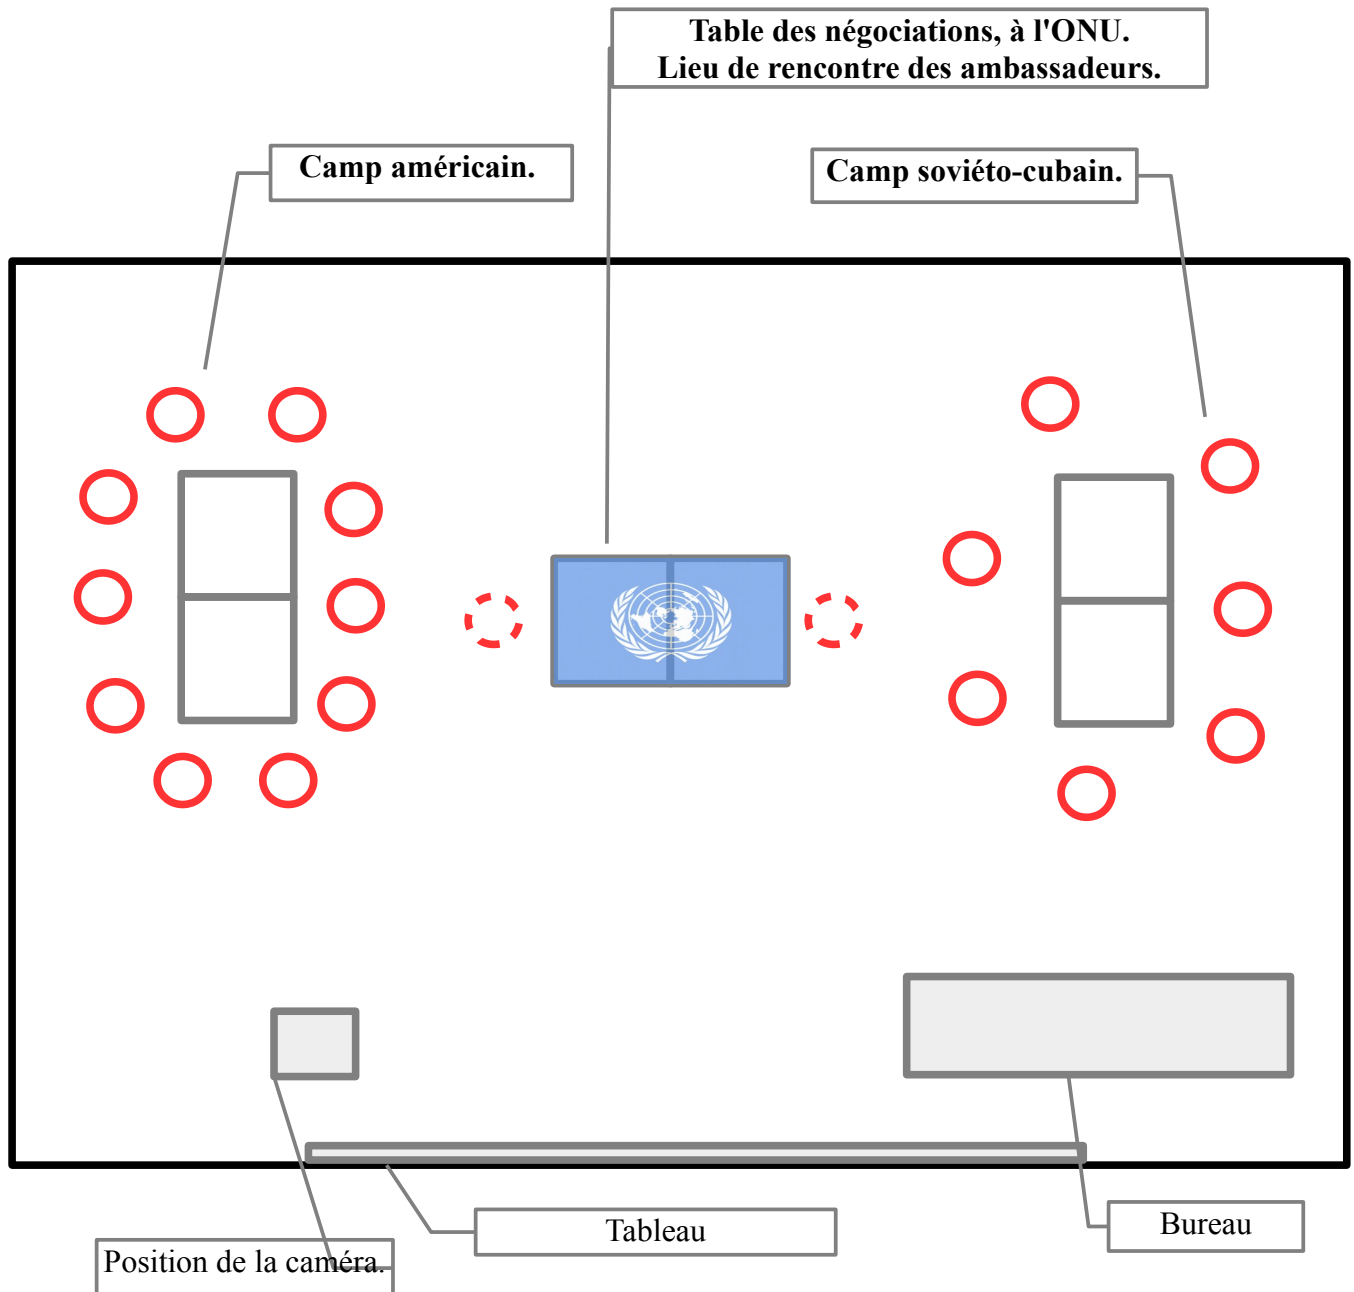 Table des négociations, à l'ONU.
Lieu de rencontre des ambassadeurs.
Camp américain.
Camp soviéto-cubain.
Tableau
Bureau
Position de la caméra.